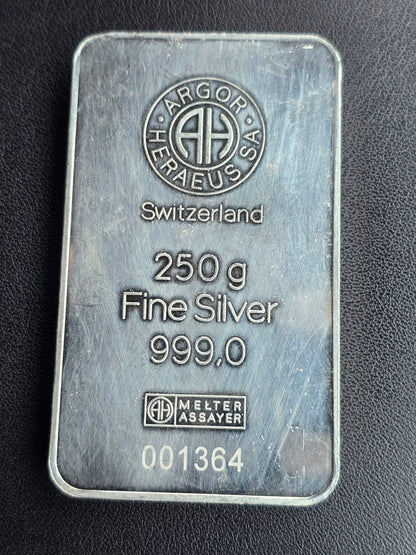 · ARGOR ·
HERAEUS SA
AH
Switzerland
250 g
Fine Silver
999,0
AH MELTER
ASSAYER
001364